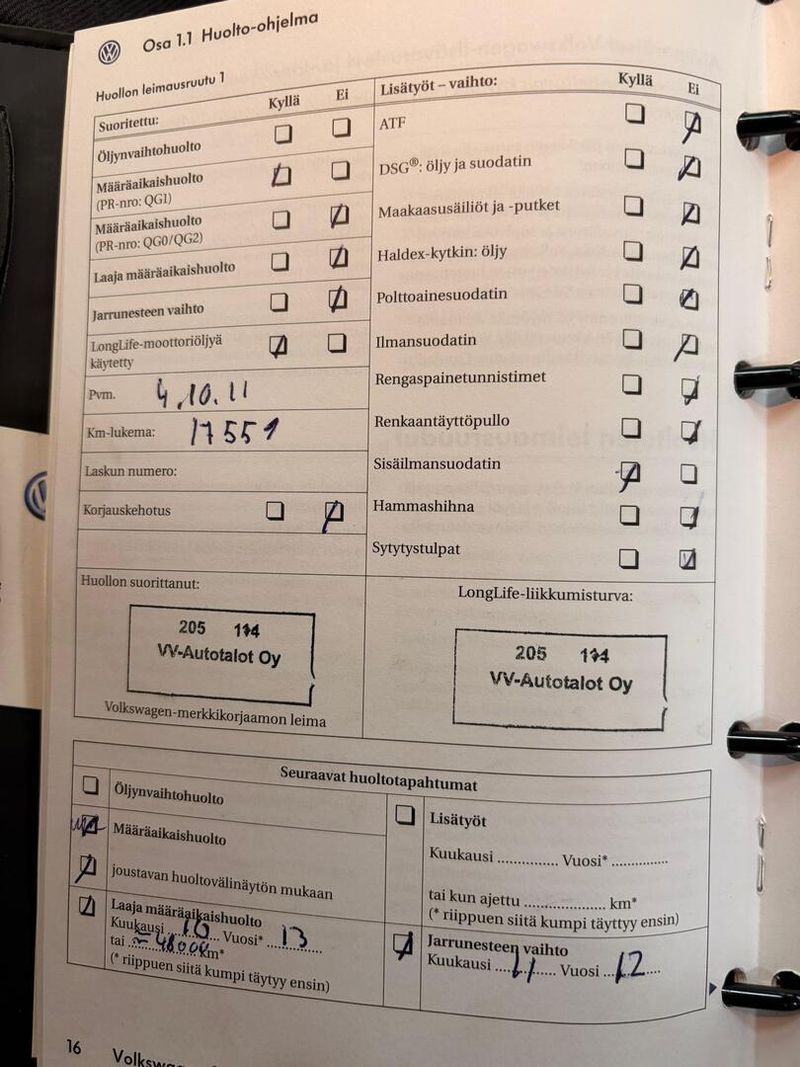 Osa 1.1 Huolto-ohjelma
Huollon leimausruutu 1
Suoritettu: Kyllä Ei
Öljynvaihtohuolto
Määräaikaishuolto
(PR-nro: QG1)
Määräaikaishuolto
(PR-nro: QG0/QG2)
Laaja määräaikaishuolto
Jarrunesteen vaihto
LongLife-moottoriöljyä
käytetty
Pvm. 4.10.11
Km-lukema: 17551
Laskun numero:
Korjauskehotus
Lisätyöt – vaihto: Kyllä Ei
ATF
DSG®: öljy ja suodatin
Maakaasusäiliöt ja -putket
Haldex-kytkin: öljy
Polttoainesuodatin
Ilmansuodatin
Rengaspainetunnistimet
Renkaantäyttöpullo
Sisäilmansuodatin
Hammashihna
Sytytystulpat
Huollon suorittanut:
205
VV-Autotalot Oy
Volkswagen-merkkikorjaamon leima
LongLife-liikkumisturva:
205
VV-Autotalot Oy
Seuraavat huoltotapahtumat
Öljynvaihtohuolto
Määräaikaishuolto
joustavan huoltovälinäytön mukaan
Laaja määräaikaishuolto
Kuukausi 10 Vuosi* 13
tai km*
(* riippuen siitä kumpi täytyy ensin)
Lisätyöt
Kuukausi .............. Vuosi* ..............
tai kun ajettu .................... km*
(* riippuen siitä kumpi täyttyy ensin)
Jarrunesteen vaihto
Kuukausi Vuosi 12
16